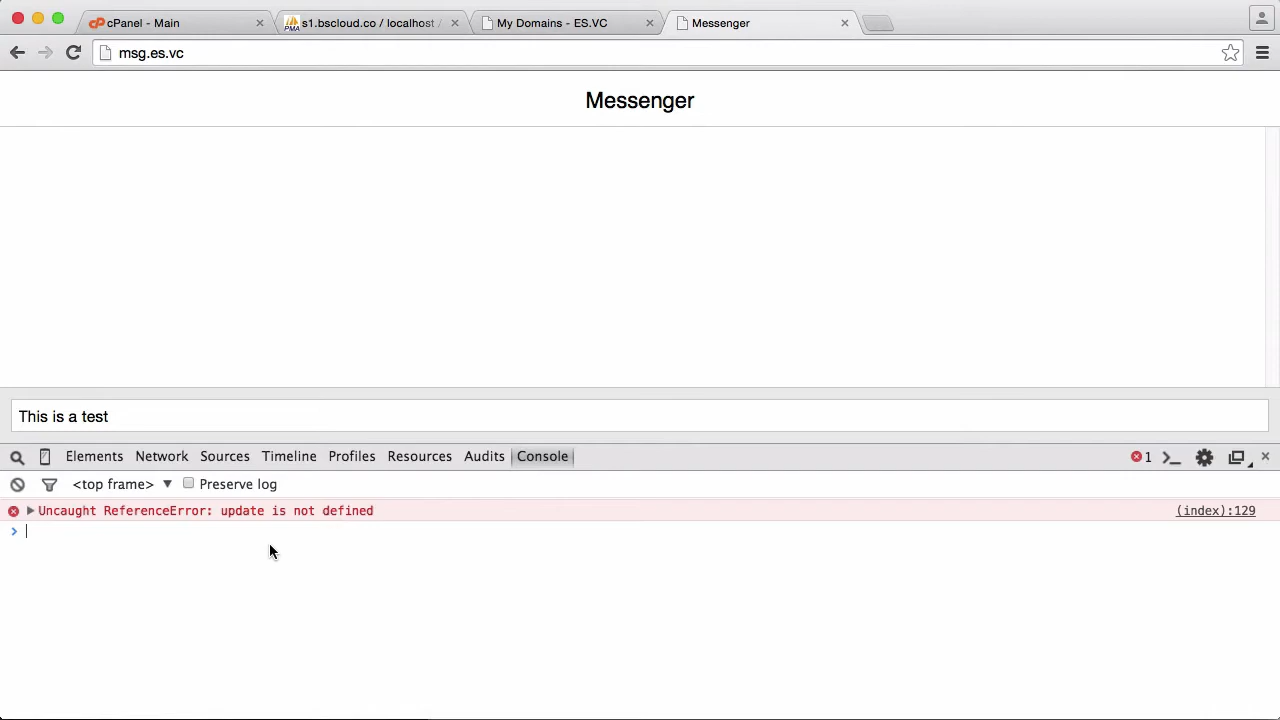 cPanel - Main
s1.bscloud.co / localhost /
My Domains - ES.VC
Messenger
msg.es.vc
Messenger
This is a test
Elements Network Sources Timeline Profiles Resources Audits Console 1
<top frame> Preserve log
Uncaught ReferenceError: update is not defined (index):129